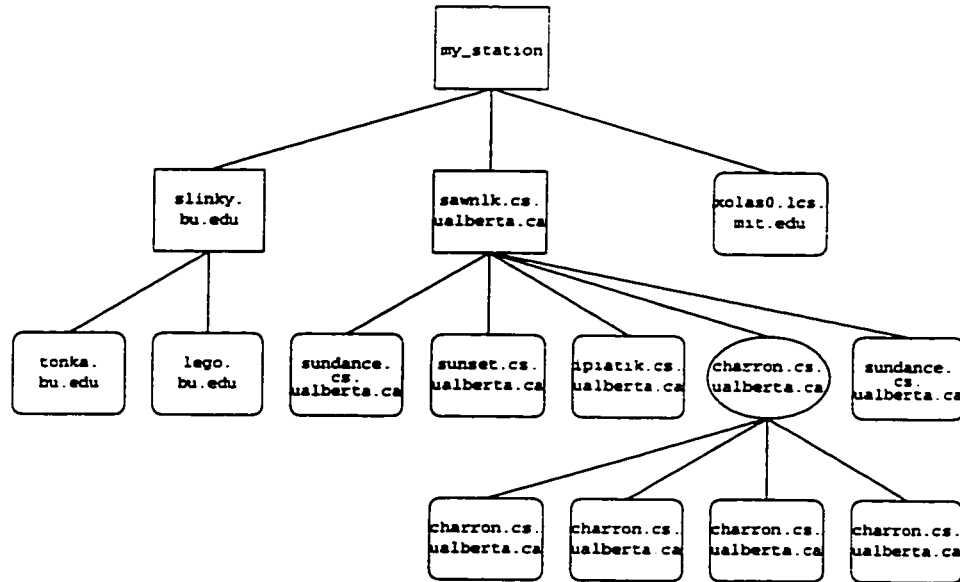 my_station
slinky.
bu.edu
sawnlk.cs.
ualberta.ca
xolas0.lcs.
mit.edu
tonka.
bu.edu
lego.
bu.edu
sundance.
cs.
ualberta.ca
sunset.cs.
ualberta.ca
ipiatik.cs.
ualberta.ca
charron.cs.
ualberta.ca
sundance.
cs.
ualberta.ca
charron.cs.
ualberta.ca
charron.cs.
ualberta.ca
charron.cs.
ualberta.ca
charron.cs.
ualberta.ca